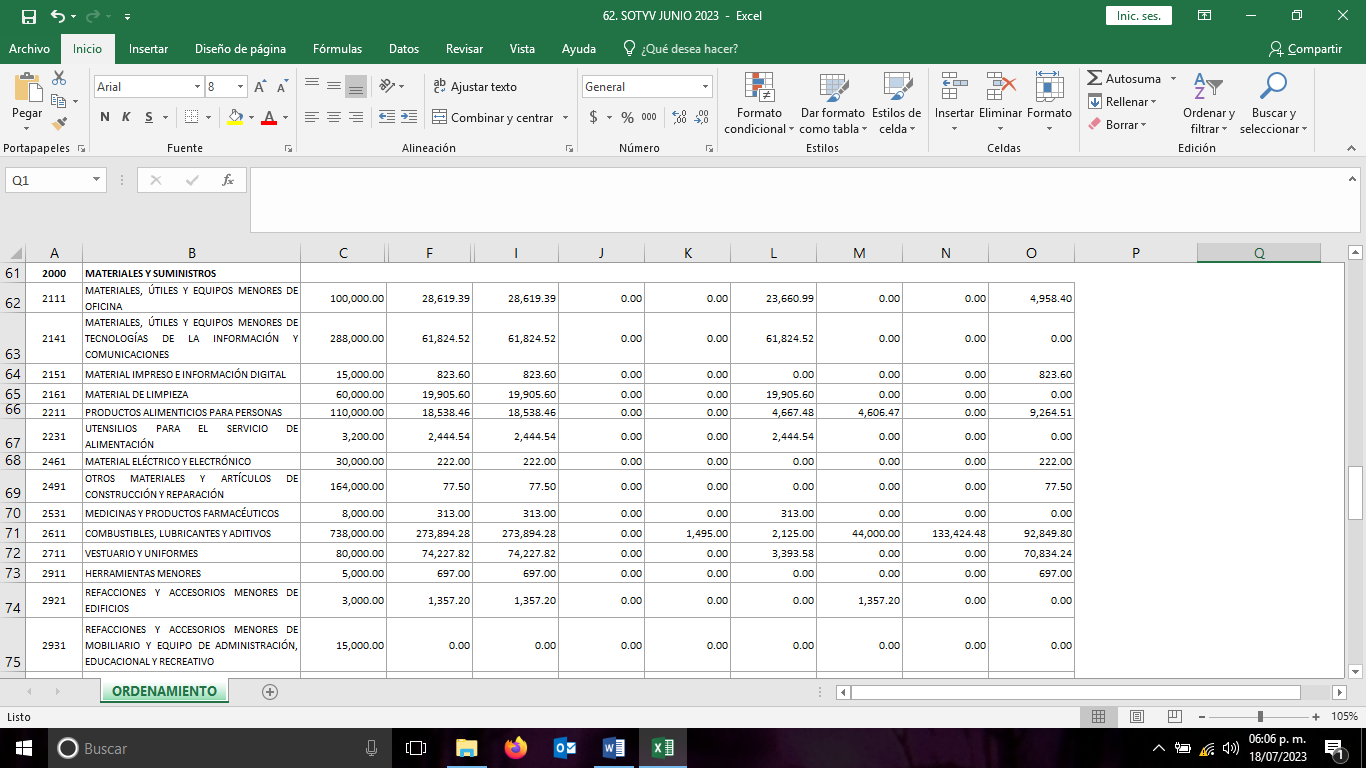 62. SOTYV JUNIO 2023 - Excel
Inic. ses.
Archivo Inicio Insertar Diseño de página Fórmulas Datos Revisar Vista Ayuda ¿Qué desea hacer? Compartir
Arial 8 A A ab Ajustar texto General Autosuma
Pegar Formato condicional Dar formato como tabla Estilos de celda Insertar Eliminar Formato Rellenar Ordenar y filtrar Buscar y seleccionar
N K S A Combinar y centrar $ % 000 Borrar
Portapapeles Fuente Alineación Número Estilos Celdas Edición
Q1 fx
A B C F I J K L M N O P Q
61 2000 MATERIALES Y SUMINISTROS
62 2111 MATERIALES, ÚTILES Y EQUIPOS MENORES DE
OFICINA 100,000.00 28,619.39 28,619.39 0.00 0.00 23,660.99 0.00 0.00 4,958.40
63 2141 MATERIALES, ÚTILES Y EQUIPOS MENORES DE
TECNOLOGÍAS DE LA INFORMACIÓN Y
COMUNICACIONES 288,000.00 61,824.52 61,824.52 0.00 0.00 61,824.52 0.00 0.00 0.00
64 2151 MATERIAL IMPRESO E INFORMACIÓN DIGITAL 15,000.00 823.60 823.60 0.00 0.00 0.00 0.00 0.00 823.60
65 2161 MATERIAL DE LIMPIEZA 60,000.00 19,905.60 19,905.60 0.00 0.00 19,905.60 0.00 0.00 0.00
66 2211 PRODUCTOS ALIMENTICIOS PARA PERSONAS 110,000.00 18,538.46 18,538.46 0.00 0.00 4,667.48 4,606.47 0.00 9,264.51
67 2231 UTENSILIOS PARA EL SERVICIO DE
ALIMENTACIÓN 3,200.00 2,444.54 2,444.54 0.00 0.00 2,444.54 0.00 0.00 0.00
68 2461 MATERIAL ELÉCTRICO Y ELECTRÓNICO 30,000.00 222.00 222.00 0.00 0.00 0.00 0.00 0.00 222.00
69 2491 OTROS MATERIALES Y ARTÍCULOS DE
CONSTRUCCIÓN Y REPARACIÓN 164,000.00 77.50 77.50 0.00 0.00 0.00 0.00 0.00 77.50
70 2531 MEDICINAS Y PRODUCTOS FARMACÉUTICOS 8,000.00 313.00 313.00 0.00 0.00 313.00 0.00 0.00 0.00
71 2611 COMBUSTIBLES, LUBRICANTES Y ADITIVOS 738,000.00 273,894.28 273,894.28 0.00 1,495.00 2,125.00 44,000.00 133,424.48 92,849.80
72 2711 VESTUARIO Y UNIFORMES 80,000.00 74,227.82 74,227.82 0.00 0.00 3,393.58 0.00 0.00 70,834.24
73 2911 HERRAMIENTAS MENORES 5,000.00 697.00 697.00 0.00 0.00 0.00 0.00 0.00 697.00
74 2921 REFACCIONES Y ACCESORIOS MENORES DE
EDIFICIOS 3,000.00 1,357.20 1,357.20 0.00 0.00 0.00 1,357.20 0.00 0.00
75 2931 REFACCIONES Y ACCESORIOS MENORES DE
MOBILIARIO Y EQUIPO DE ADMINISTRACIÓN,
EDUCACIONAL Y RECREATIVO 15,000.00 0.00 0.00 0.00 0.00 0.00 0.00 0.00 0.00
ORDENAMIENTO
Listo 105%
Buscar
06:06 p. m.
18/07/2023
1